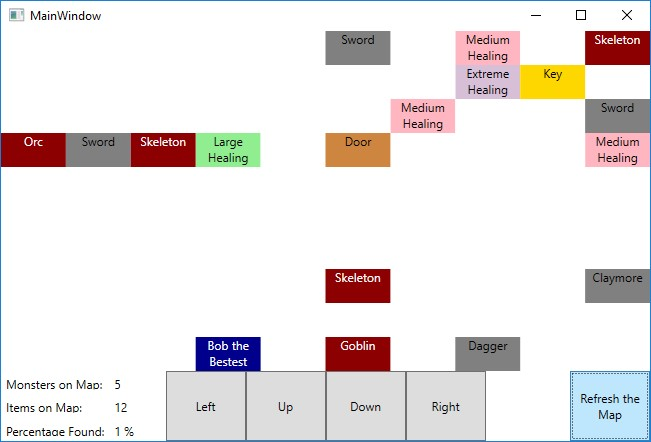 MainWindow
Sword
Medium
Healing
Skeleton
Extreme
Healing
Key
Medium
Healing
Sword
Orc
Sword
Skeleton
Large
Healing
Door
Medium
Healing
Skeleton
Claymore
Bob the
Bestest
Goblin
Dagger
Monsters on Map: 5
Items on Map: 12
Percentage Found: 1 %
Left
Up
Down
Right
Refresh the
Map